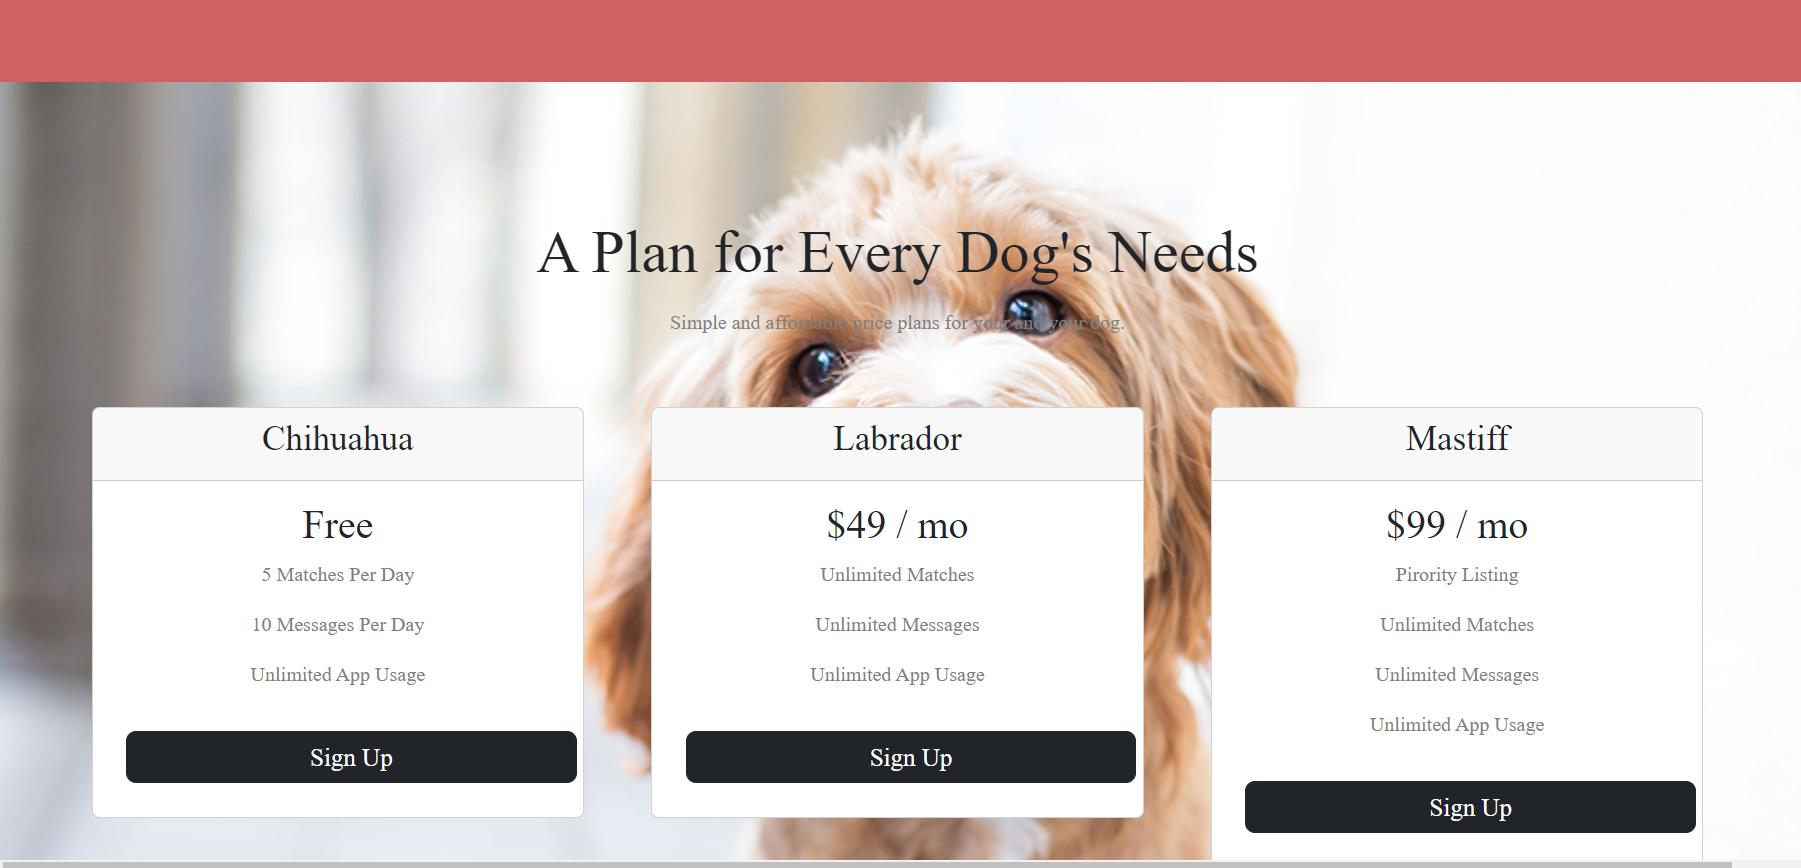 A Plan for Every Dog's Needs
Simple and affordable price plans for your and your dog.
Chihuahua
Free
5 Matches Per Day
10 Messages Per Day
Unlimited App Usage
Sign Up
Labrador
$49 / mo
Unlimited Matches
Unlimited Messages
Unlimited App Usage
Sign Up
Mastiff
$99 / mo
Pirority Listing
Unlimited Matches
Unlimited Messages
Unlimited App Usage
Sign Up